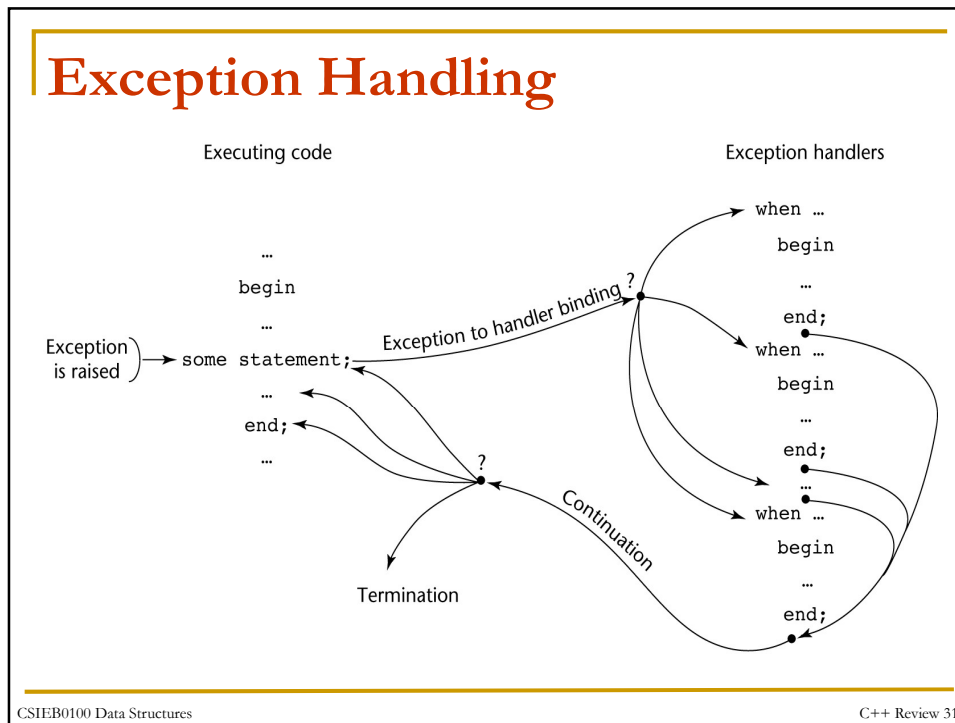 Exception Handling
Executing code
Exception handlers
…
begin
…
Exception
is raised
some statement;
…
end;
…
Exception to handler binding
?
when …
begin
…
end;
when …
begin
…
end;
…
when …
begin
…
end;
Continuation
?
Termination
CSIEB0100 Data Structures
C++ Review 31